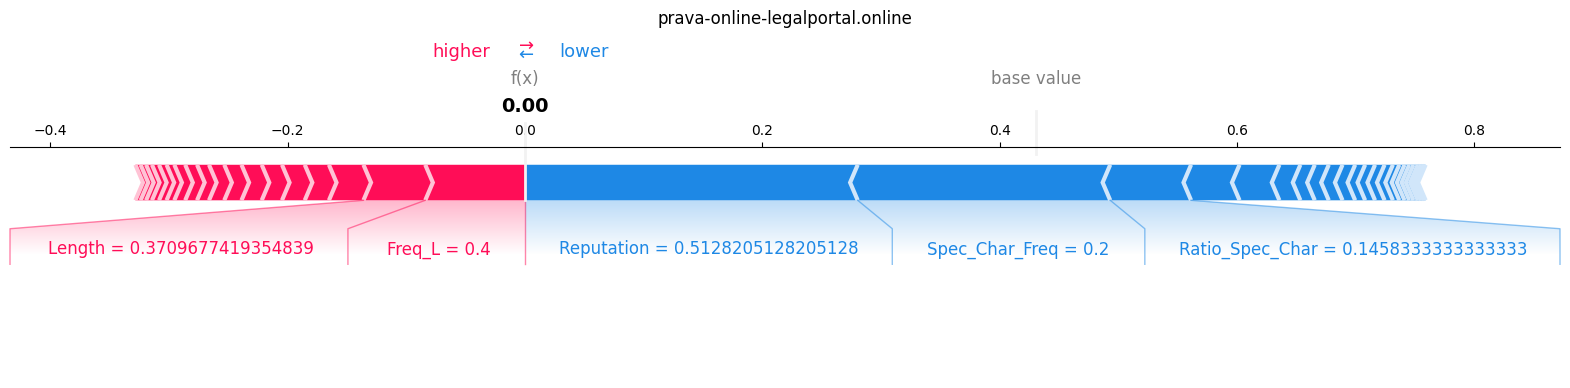 prava-online-legalportal.online
higher ⇄ lower
f(x) base value
0.00
−0.4 −0.2 0.0 0.2 0.4 0.6 0.8
Length = 0.3709677419354839 Freq_L = 0.4 Reputation = 0.5128205128205128 Spec_Char_Freq = 0.2 Ratio_Spec_Char = 0.1458333333333333